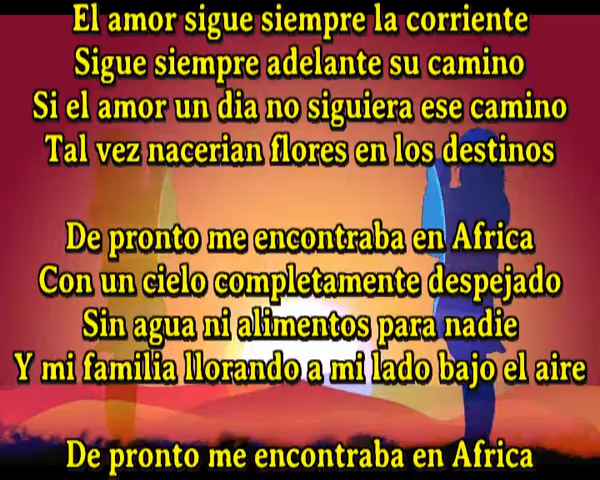 El amor sigue siempre la corriente
Sigue siempre adelante su camino
Si el amor un dia no siguiera ese camino
Tal vez nacerian flores en los destinos
De pronto me encontraba en Africa
Con un cielo completamente despejado
Sin agua ni alimentos para nadie
Y mi familia llorando a mi lado bajo el aire
De pronto me encontraba en Africa